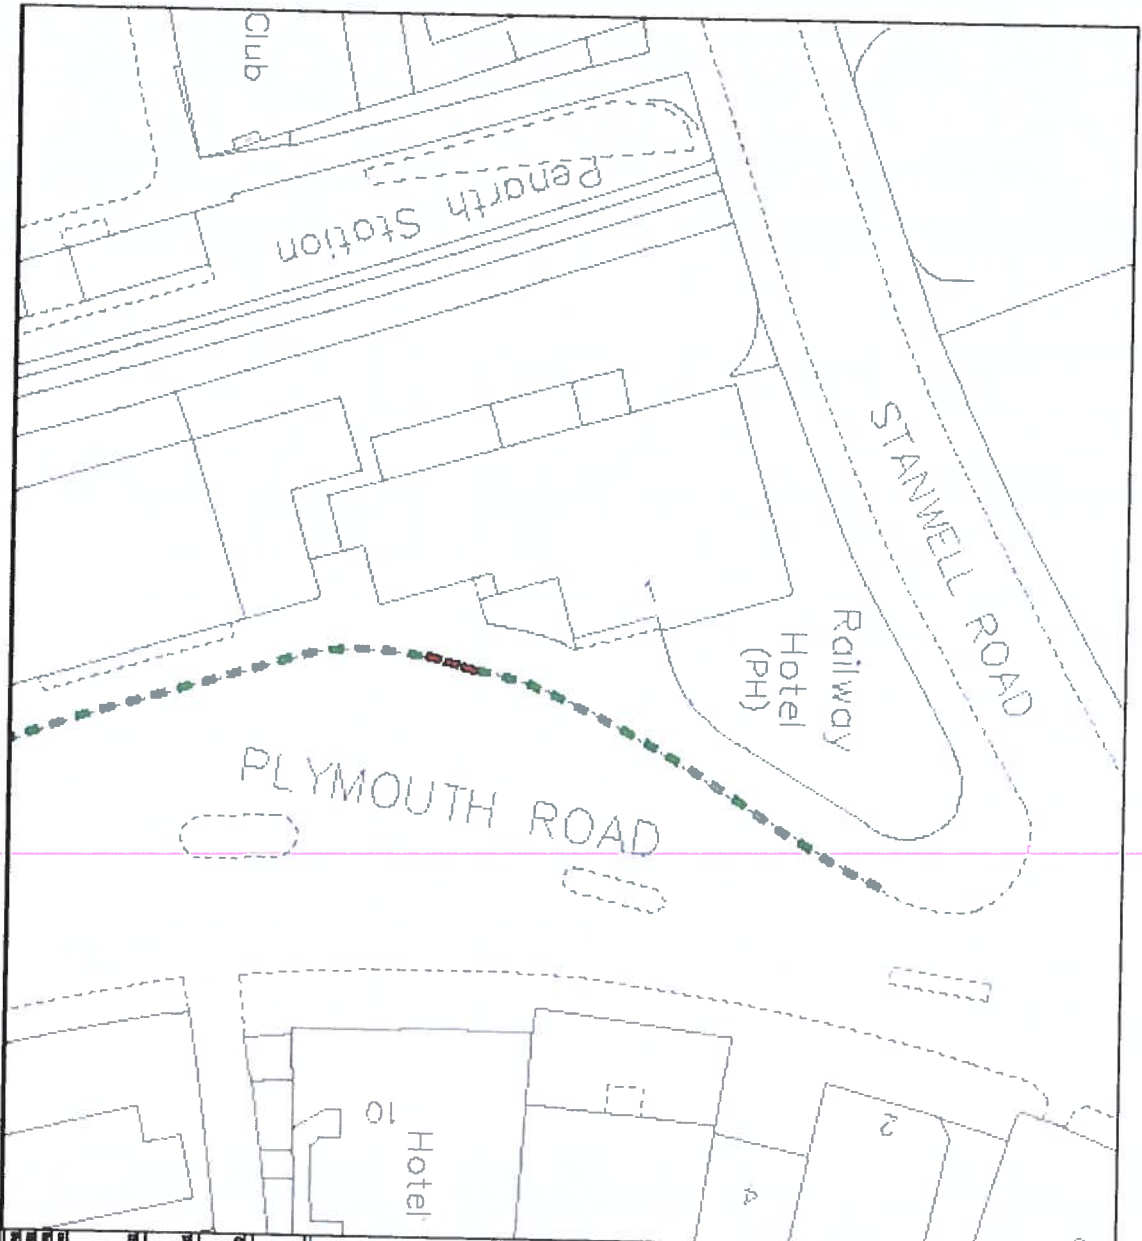 Club
Penarth Station
STANWELL ROAD
Railway
Hotel
(PH)
PLYMOUTH ROAD
10
Hotel
2
4